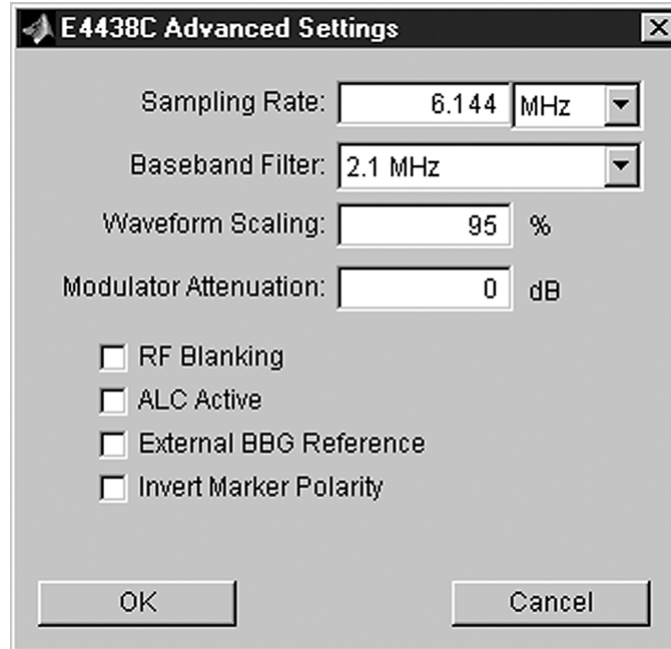 E4438C Advanced Settings
Sampling Rate: 6.144 MHz
Baseband Filter: 2.1 MHz
Waveform Scaling: 95 %
Modulator Attenuation: 0 dB
RF Blanking
ALC Active
External BBG Reference
Invert Marker Polarity
OK Cancel